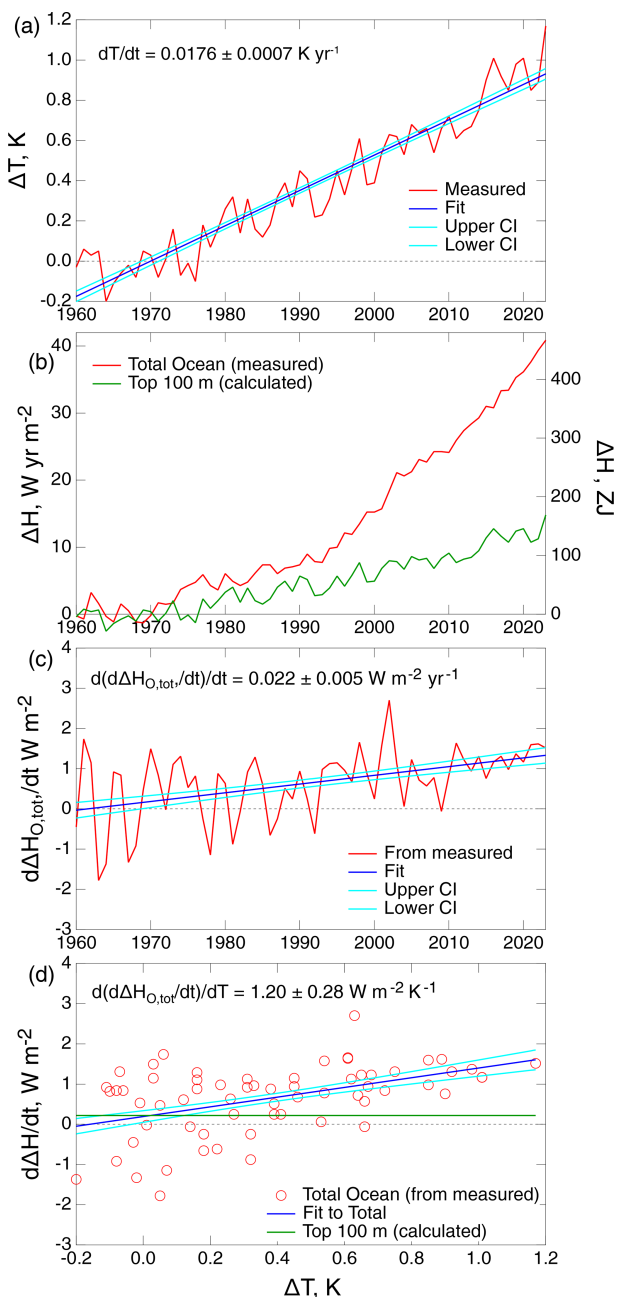 (a)
dT/dt = 0.0176 ± 0.0007 K yr⁻¹
ΔT, K
1.2
1.0
0.8
0.6
0.4
0.2
0.0
-0.2
Measured
Fit
Upper CI
Lower CI
1960 1970 1980 1990 2000 2010 2020
(b)
Total Ocean (measured)
Top 100 m (calculated)
ΔH, W yr m⁻²
40
30
20
10
0
ΔH, ZJ
400
300
200
100
0
1960 1970 1980 1990 2000 2010 2020
(c)
d(dΔH_O,tot,/dt)/dt = 0.022 ± 0.005 W m⁻² yr⁻¹
dΔH_O,tot,/dt W m⁻²
4
3
2
1
0
-1
-2
-3
From measured
Fit
Upper CI
Lower CI
1960 1970 1980 1990 2000 2010 2020
(d)
d(dΔH_O,tot/dt)/dT = 1.20 ± 0.28 W m⁻² K⁻¹
dΔH/dt, W m⁻²
4
3
2
1
0
-1
-2
-3
Total Ocean (from measured)
Fit to Total
Top 100 m (calculated)
-0.2 0.0 0.2 0.4 0.6 0.8 1.0 1.2
ΔT, K